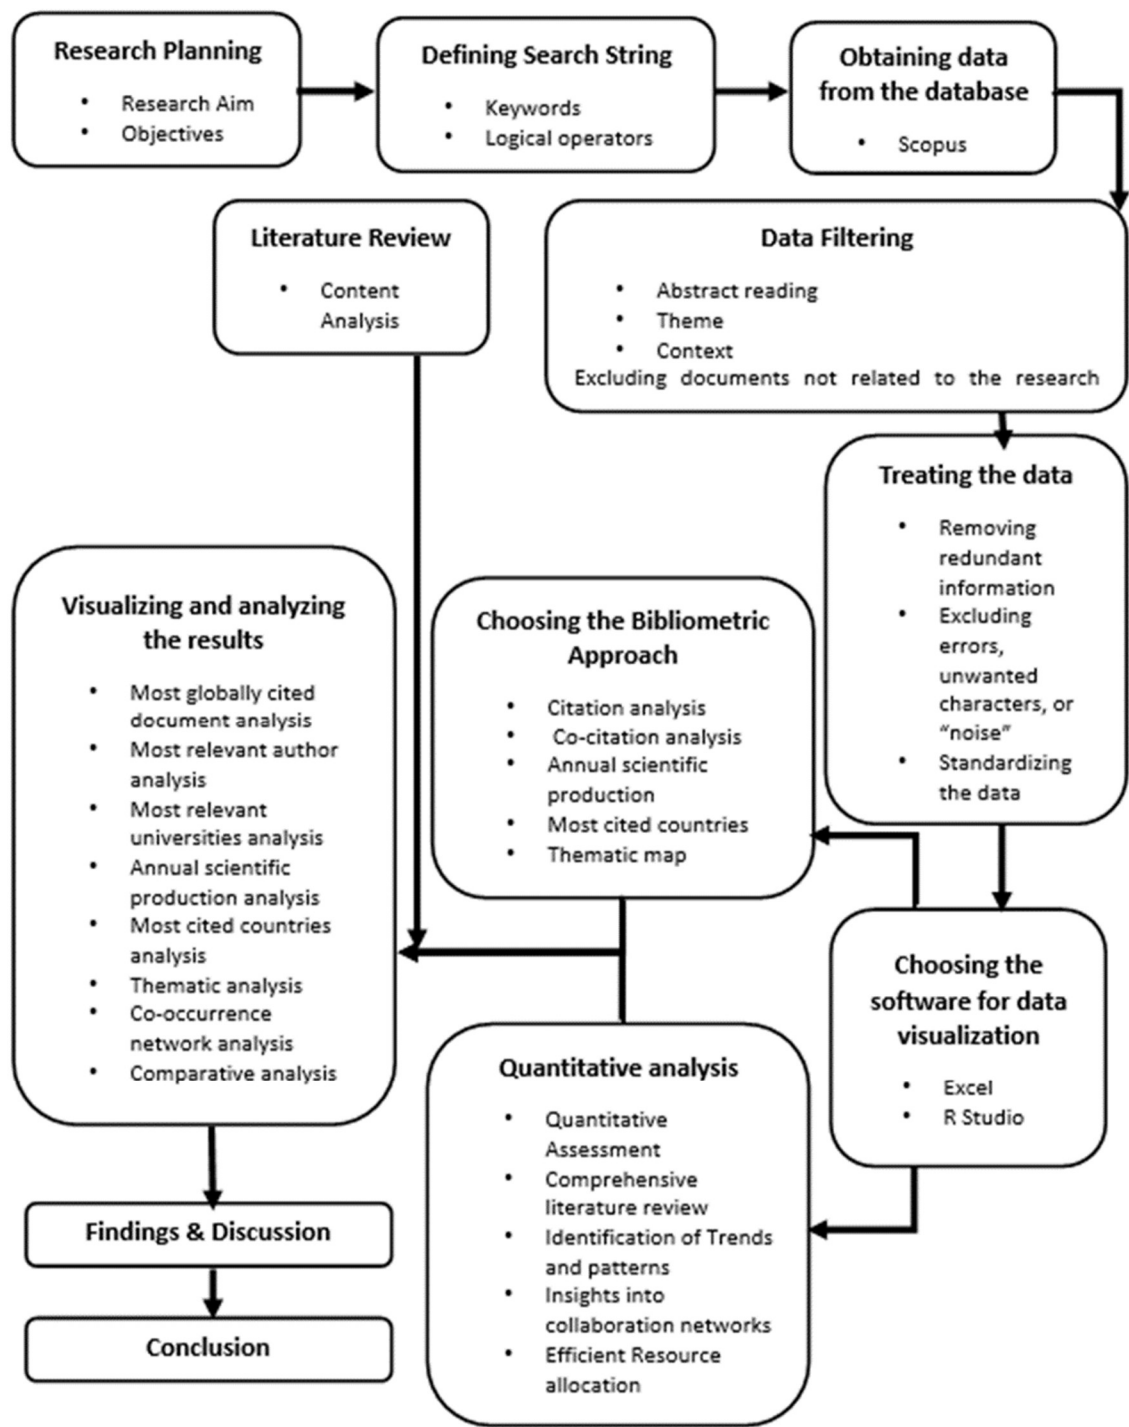 Research Planning
• Research Aim
• Objectives
Defining Search String
• Keywords
• Logical operators
Obtaining data
from the database
• Scopus
Literature Review
• Content
Analysis
Data Filtering
• Abstract reading
• Theme
• Context
Excluding documents not related to the research
Treating the data
• Removing
redundant
information
• Excluding
errors,
unwanted
characters, or
“noise”
• Standardizing
the data
Visualizing and analyzing
the results
• Most globally cited
document analysis
• Most relevant author
analysis
• Most relevant
universities analysis
• Annual scientific
production analysis
• Most cited countries
analysis
• Thematic analysis
• Co-occurrence
network analysis
• Comparative analysis
Choosing the Bibliometric
Approach
• Citation analysis
• Co-citation analysis
• Annual scientific
production
• Most cited countries
• Thematic map
Choosing the
software for data
visualization
• Excel
• R Studio
Quantitative analysis
• Quantitative
Assessment
• Comprehensive
literature review
• Identification of Trends
and patterns
• Insights into
collaboration networks
• Efficient Resource
allocation
Findings & Discussion
Conclusion